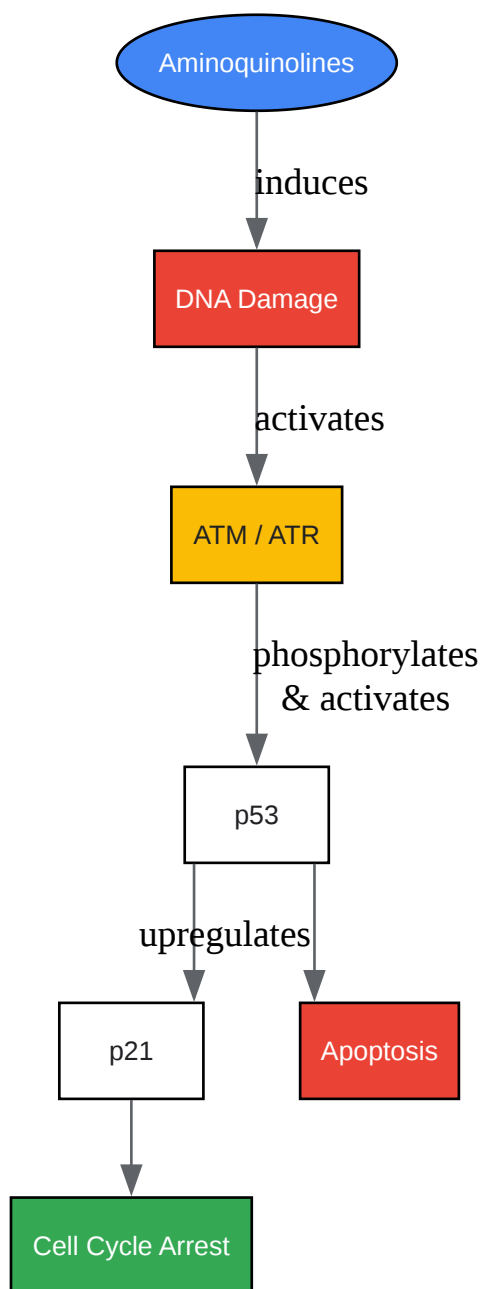 Aminoquinolines
induces
DNA Damage
activates
ATM / ATR
phosphorylates
& activates
p53
upregulates
p21
Apoptosis
Cell Cycle Arrest